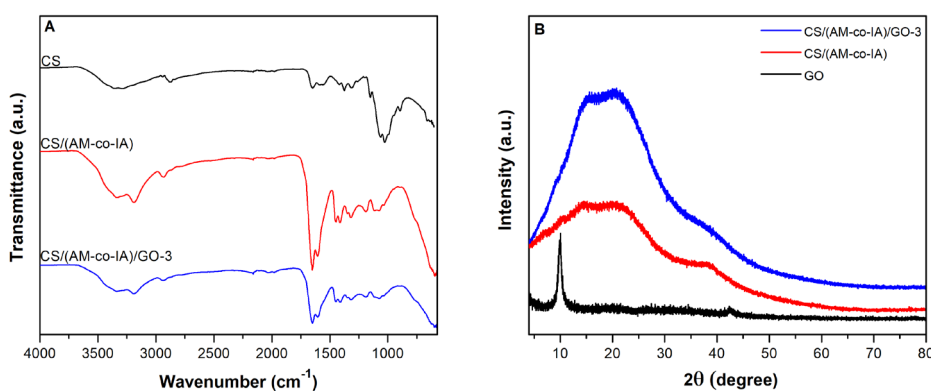 A
CS
CS/(AM-co-IA)
CS/(AM-co-IA)/GO-3
Transmittance (a.u.)
4000 3500 3000 2500 2000 1500 1000
Wavenumber (cm⁻¹)
B
CS/(AM-co-IA)/GO-3
CS/(AM-co-IA)
GO
Intensity (a.u.)
10 20 30 40 50 60 70 80
2θ (degree)